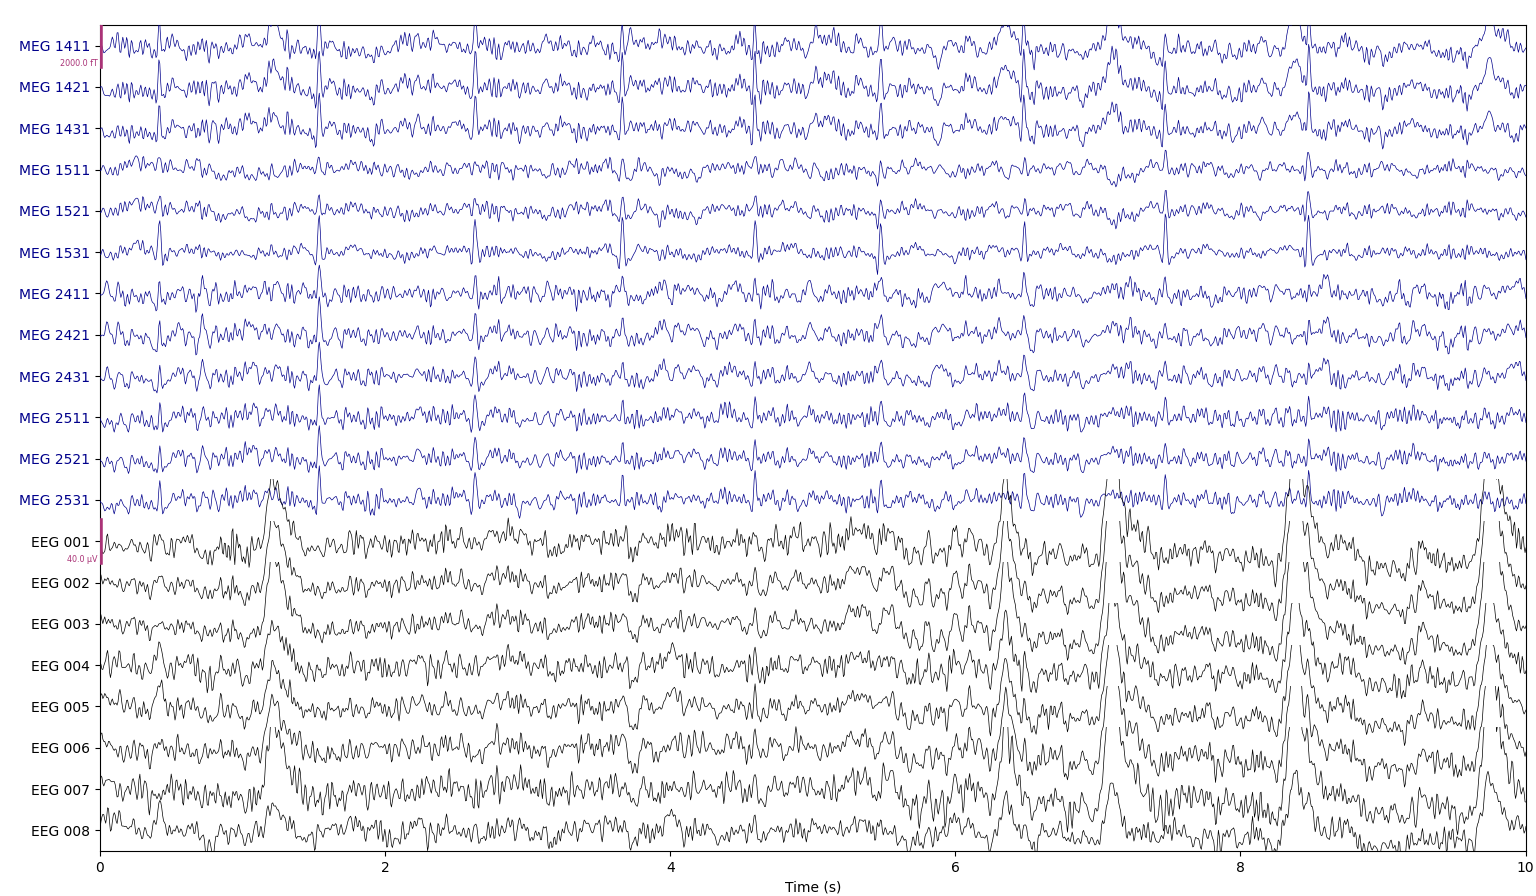 MEG 1411
2000.0 fT
MEG 1421
MEG 1431
MEG 1511
MEG 1521
MEG 1531
MEG 2411
MEG 2421
MEG 2431
MEG 2511
MEG 2521
MEG 2531
EEG 001
40.0 µV
EEG 002
EEG 003
EEG 004
EEG 005
EEG 006
EEG 007
EEG 008
0 2 4 6 8 10
Time (s)